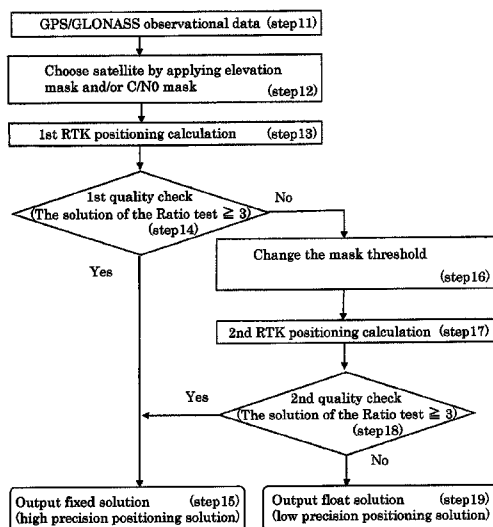 GPS/GLONASS observational data (step11)
Choose satellite by applying elevation
mask and/or C/N0 mask
(step12)
1st RTK positioning calculation (step13)
1st quality check
(The solution of the Ratio test ≧ 3)
(step14)
No
Yes
Change the mask threshold
(step16)
2nd RTK positioning calculation (step17)
Yes
2nd quality check
(The solution of the Ratio test ≧ 3)
(step18)
No
Output fixed solution (step15)
(high precision positioning solution)
Output float solution (step19)
(low precision positioning solution)